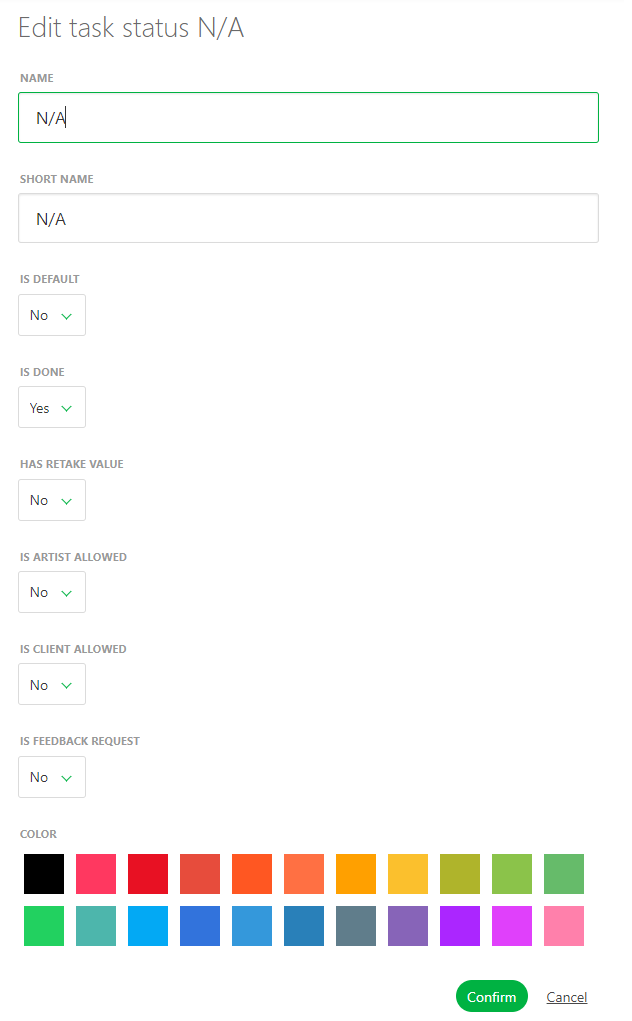 Edit task status N/A
NAME
N/A
SHORT NAME
N/A
IS DEFAULT
No
IS DONE
Yes
HAS RETAKE VALUE
No
IS ARTIST ALLOWED
No
IS CLIENT ALLOWED
No
IS FEEDBACK REQUEST
No
COLOR
Confirm Cancel